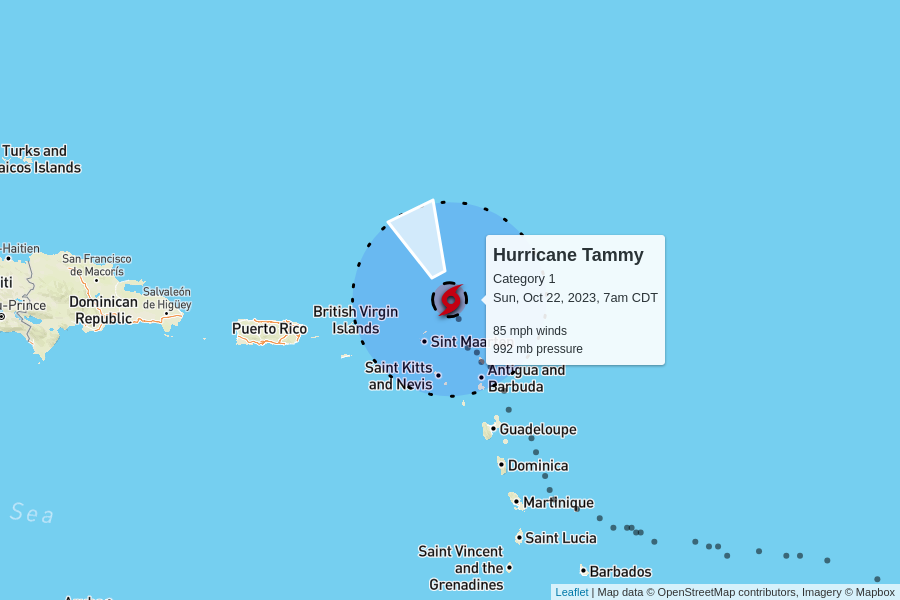 Turks and
aicos Islands
-Haitien
San Francisco
de Macorís
iti
u-Prince
Dominican
Republic
Salvaleón
de Higüey
Puerto Rico
British Virgin
Islands
Hurricane Tammy
Category 1
Sun, Oct 22, 2023, 7am CDT
85 mph winds
992 mb pressure
Sint Maarten
Saint Kitts
and Nevis
Antigua and
Barbuda
Guadeloupe
Dominica
Martinique
Sea
Saint Lucia
Saint Vincent
and the
Grenadines
Barbados
Leaflet | Map data © OpenStreetMap contributors, Imagery © Mapbox